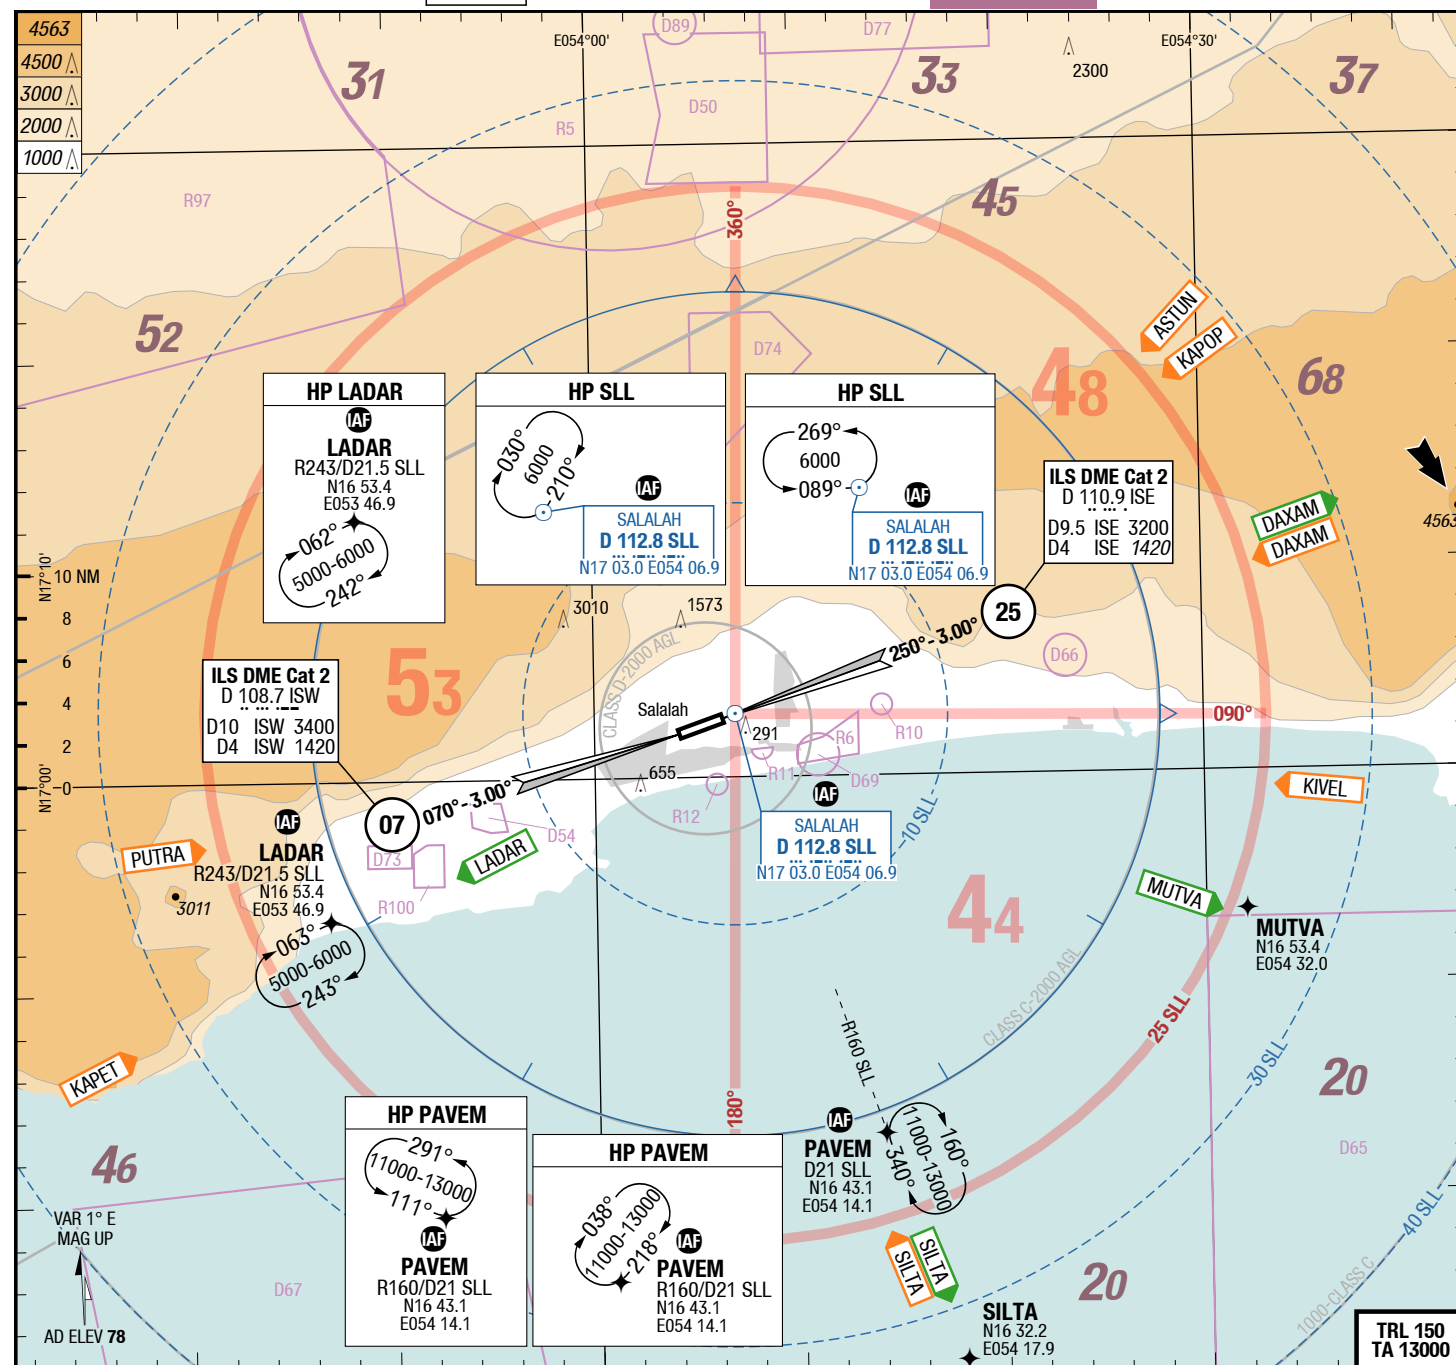 4563
4500
3000
2000
1000
E054°00'
E054°30'
D89
D77
31
33
37
2300
D50
R5
R97
45
360°
52
D74
ASTUN
KAPOP
48
68
HP LADAR
IAF
LADAR
R243/D21.5 SLL
N16 53.4
E053 46.9
062°
5000-6000
242°
HP SLL
030°
6000
210°
IAF
SALALAH
D 112.8 SLL
N17 03.0 E054 06.9
HP SLL
269°
6000
089°
IAF
SALALAH
D 112.8 SLL
N17 03.0 E054 06.9
ILS DME Cat 2
D 110.9 ISE
D9.5 ISE 3200
D4 ISE 1420
25
250°-3.00°
4563
DAXAM
DAXAM
N17°10'
10 NM
8
6
4
2
0
N17°00'
3010
1573
CLASS D-2000 AGL
D66
53
ILS DME Cat 2
D 108.7 ISW
D10 ISW 3400
D4 ISW 1420
Salalah
291
R6
R10
090°
655
R11
D69
R12
KIVEL
07
070°-3.00°
D54
D73
R100
LADAR
IAF
SALALAH
D 112.8 SLL
N17 03.0 E054 06.9
10 SLL
PUTRA
3011
IAF
LADAR
R243/D21.5 SLL
N16 53.4
E053 46.9
063°
5000-6000
243°
44
MUTVA
MUTVA
N16 53.4
E054 32.0
CLASS C-2000 AGL
25 SLL
30 SLL
KAPET
R160 SLL
180°
20
46
HP PAVEM
291°
11000-13000
111°
IAF
PAVEM
R160/D21 SLL
N16 43.1
E054 14.1
HP PAVEM
038°
11000-13000
218°
IAF
PAVEM
R160/D21 SLL
N16 43.1
E054 14.1
IAF
PAVEM
D21 SLL
N16 43.1
E054 14.1
160°
11000-13000
340°
D65
40 SLL
VAR 1° E
MAG UP
AD ELEV 78
D67
SILTA
SILTA
20
SILTA
N16 32.2
E054 17.9
1000-CLASS C
TRL 150
TA 13000